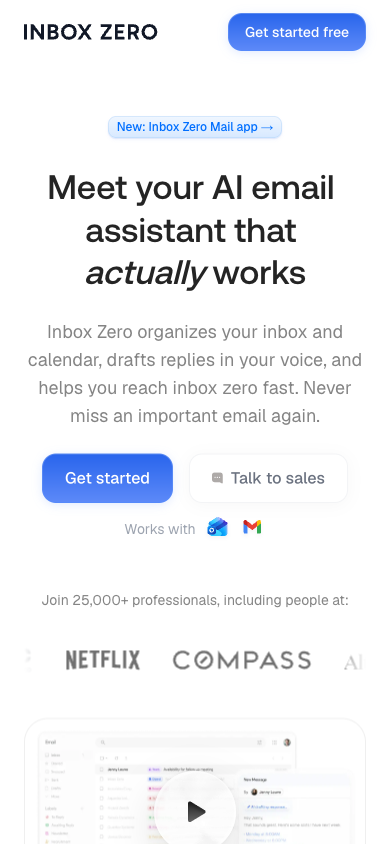 INBOX ZERO
Get started free
New: Inbox Zero Mail app →
Meet your AI email
assistant that
actually works
Inbox Zero organizes your inbox and
calendar, drafts replies in your voice, and
helps you reach inbox zero fast. Never
miss an important email again.
Get started
Talk to sales
Works with
Join 25,000+ professionals, including people at:
NETFLIX
COMPASS
Email
New Message